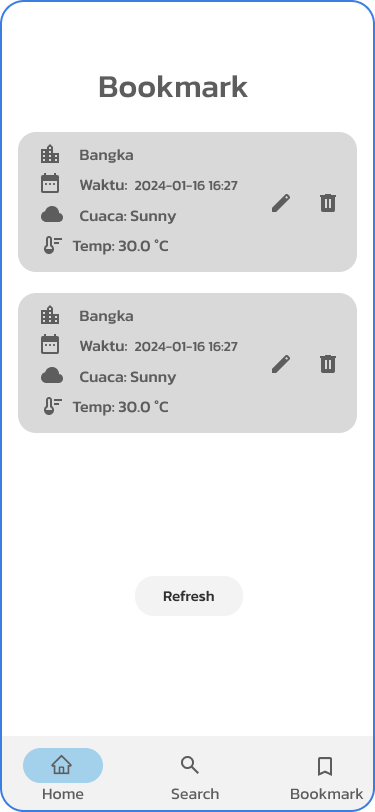 Bookmark
Bangka
Waktu: 2024-01-16 16:27
Cuaca: Sunny
Temp: 30.0 °C
Bangka
Waktu: 2024-01-16 16:27
Cuaca: Sunny
Temp: 30.0 °C
Refresh
Home Search Bookmark